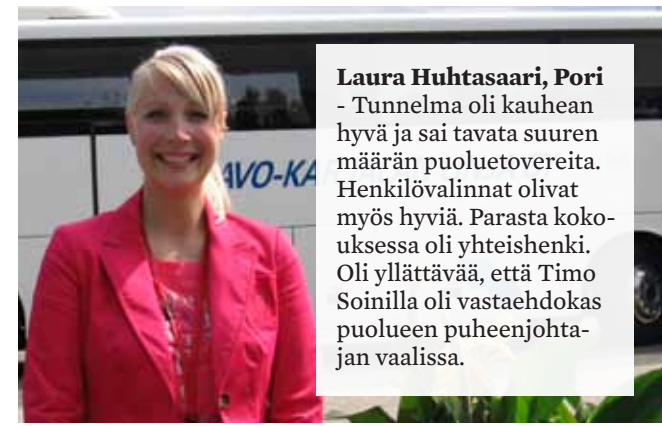 Laura Huhtasaari, Pori
- Tunnelma oli kauhean
hyvä ja sai tavata suuren
määrän puoluetovereita.
Henkilövalinnat olivat
myös hyviä. Parasta koko-
uksessa oli yhteishenki.
Oli yllättävää, että Timo
Soinilla oli vastaehdokas
puolueen puheenjohta-
jan vaalissa.
AVO-KA